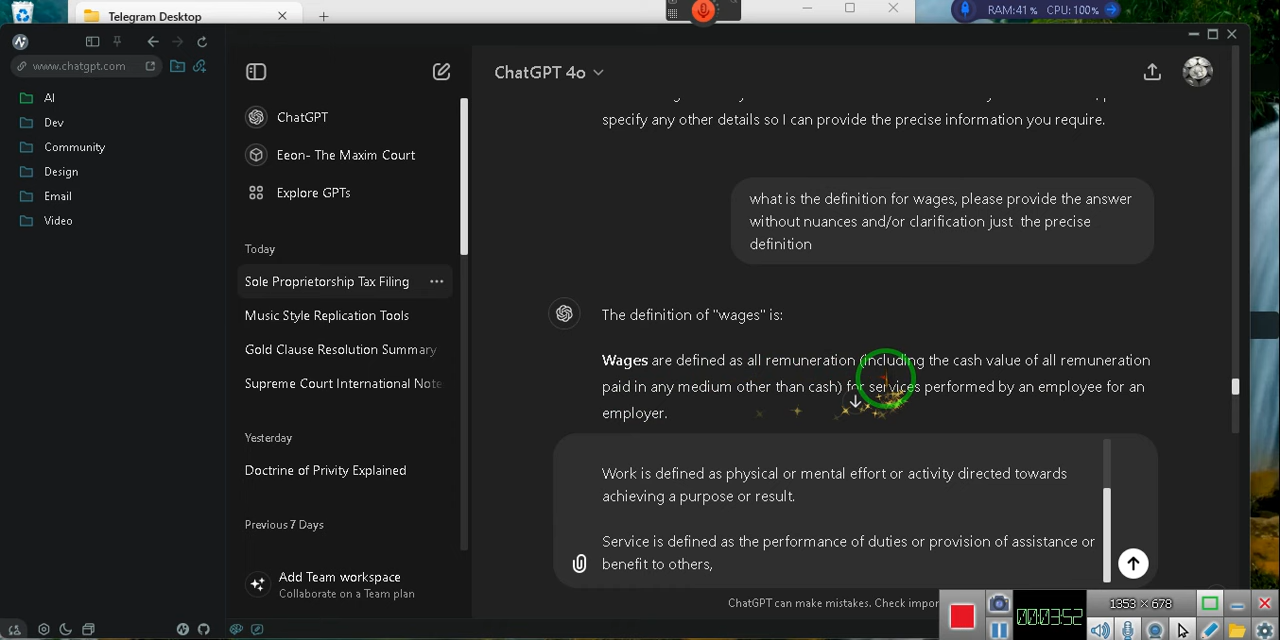 Telegram Desktop
RAM:41% CPU:100%
www.chatgpt.com
AI
Dev
Community
Design
Email
Video
ChatGPT
Eeon- The Maxim Court
Explore GPTs
Today
Sole Proprietorship Tax Filing
Music Style Replication Tools
Gold Clause Resolution Summary
Supreme Court International Note
Yesterday
Doctrine of Privity Explained
Previous 7 Days
Add Team workspace
Collaborate on a Team plan
ChatGPT 4o
specify any other details so I can provide the precise information you require.
what is the definition for wages, please provide the answer
without nuances and/or clarification just the precise
definition
The definition of "wages" is:
Wages are defined as all remuneration (including the cash value of all remuneration
paid in any medium other than cash) for services performed by an employee for an
employer.
Work is defined as physical or mental effort or activity directed towards
achieving a purpose or result.
Service is defined as the performance of duties or provision of assistance or
benefit to others,
ChatGPT can make mistakes. Check impor
1353 x 678
00:03:52